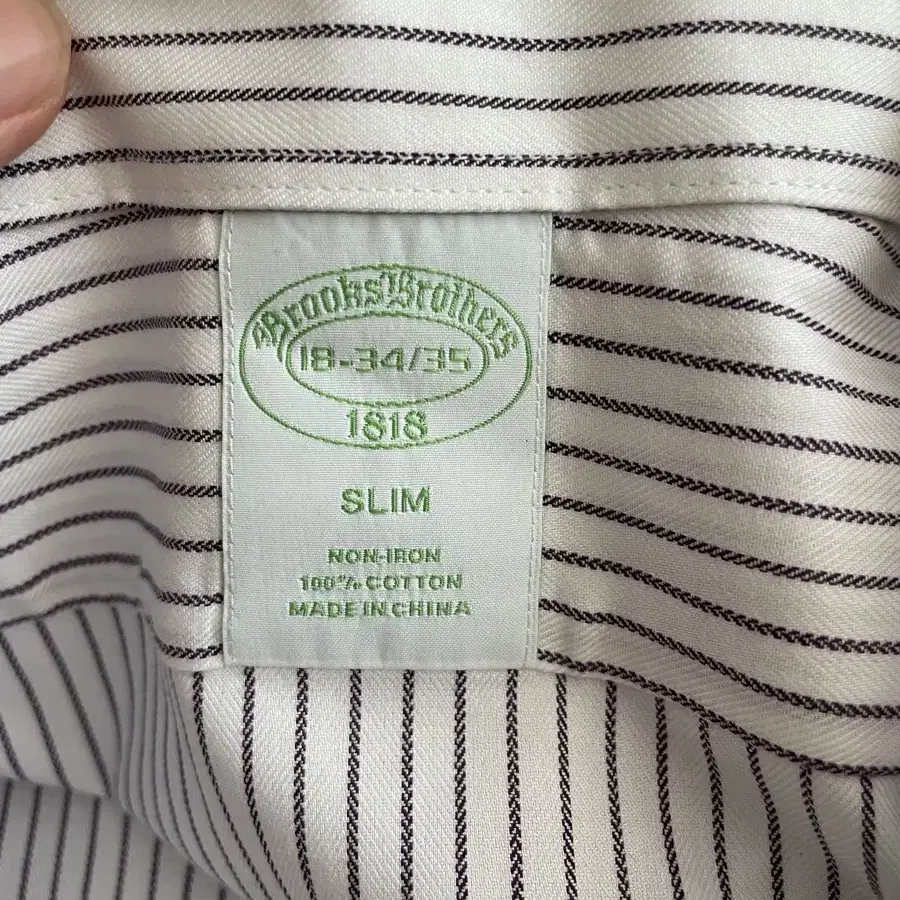 Brooks Brothers
18-34/35
1818
SLIM
NON-IRON
100% COTTON
MADE IN CHINA